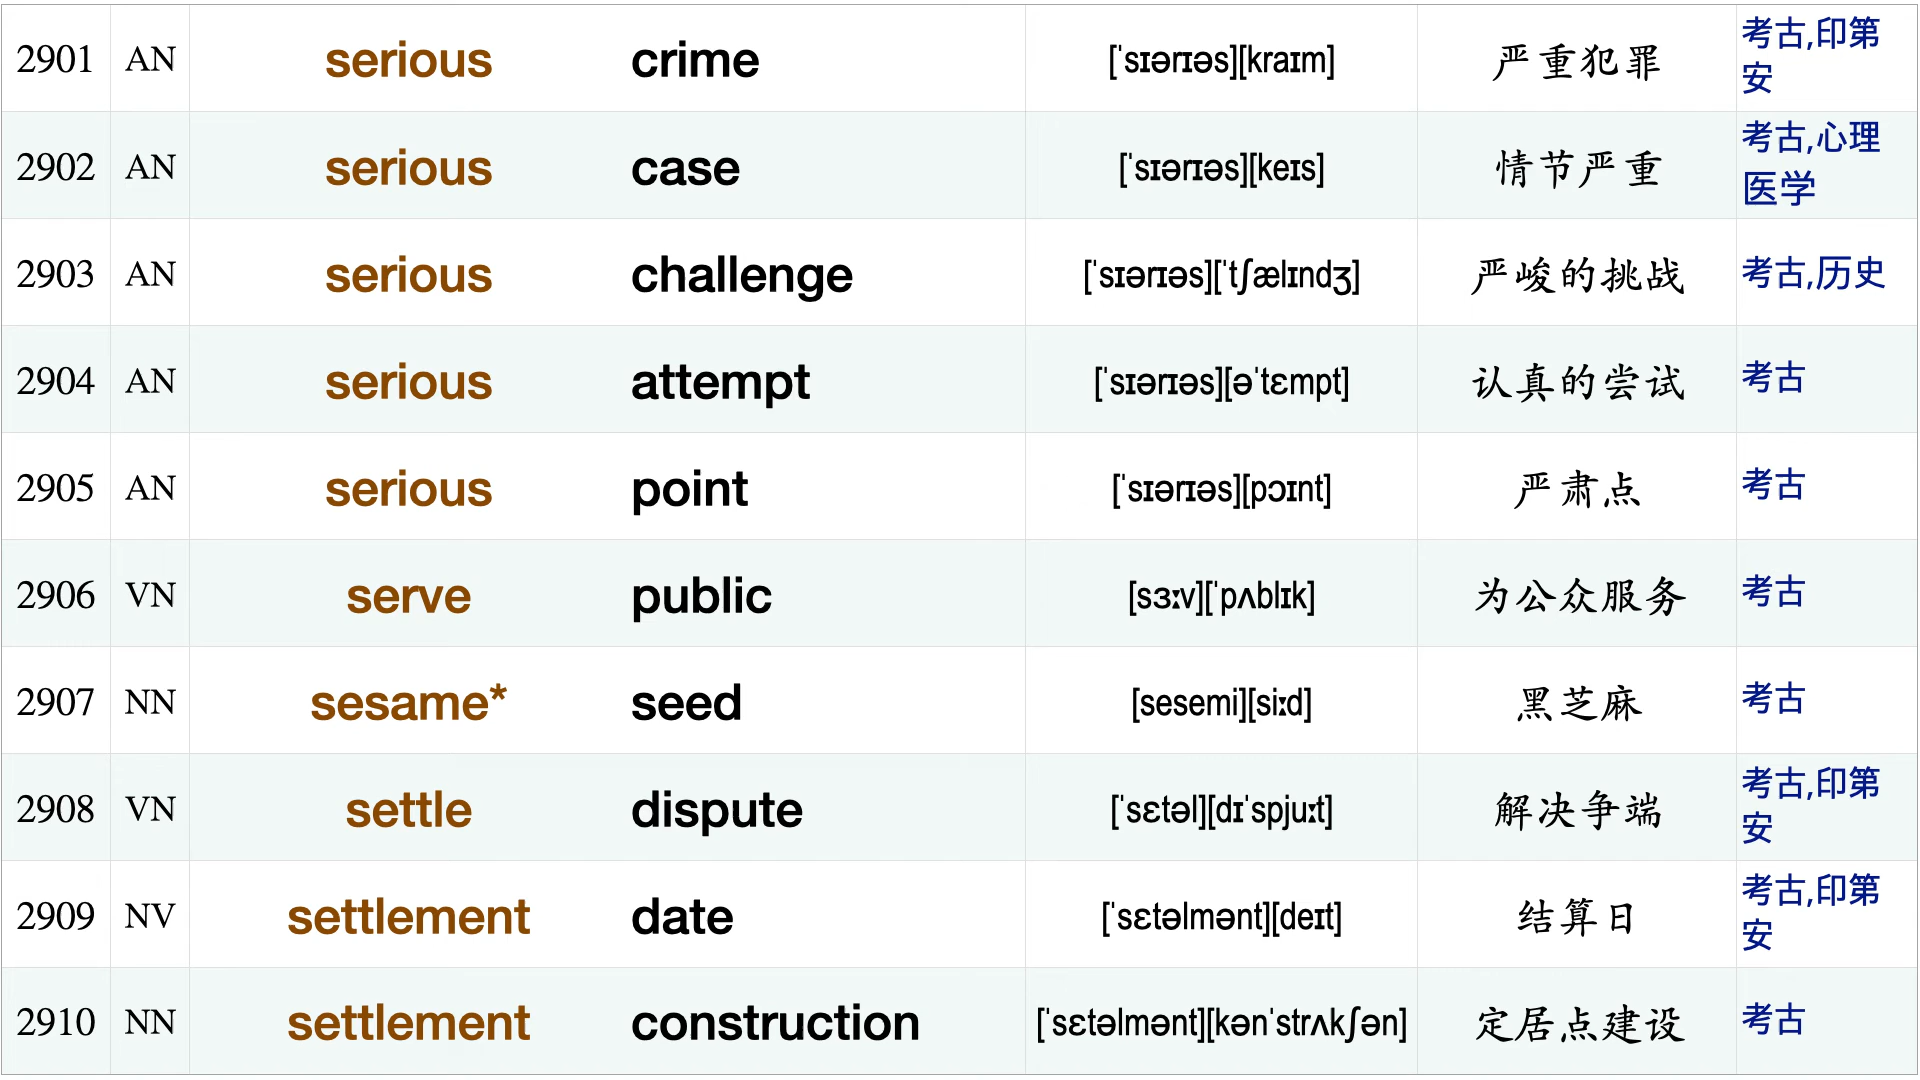 2901 AN serious crime [ˈsɪərɪəs][kraɪm] 严重犯罪 考古,印第
安
2902 AN serious case [ˈsɪərɪəs][keɪs] 情节严重 考古,心理
医学
2903 AN serious challenge [ˈsɪərɪəs][ˈtʃælɪndʒ] 严峻的挑战 考古,历史
2904 AN serious attempt [ˈsɪərɪəs][əˈtɛmpt] 认真的尝试 考古
2905 AN serious point [ˈsɪərɪəs][pɔɪnt] 严肃点 考古
2906 VN serve public [sɜːv][ˈpʌblɪk] 为公众服务 考古
2907 NN sesame* seed [sesemi][siːd] 黑芝麻 考古
2908 VN settle dispute [ˈsɛtəl][dɪˈspjuːt] 解决争端 考古,印第
安
2909 NV settlement date [ˈsɛtəlmənt][deɪt] 结算日 考古,印第
安
2910 NN settlement construction [ˈsɛtəlmənt][kənˈstrʌkʃən] 定居点建设 考古